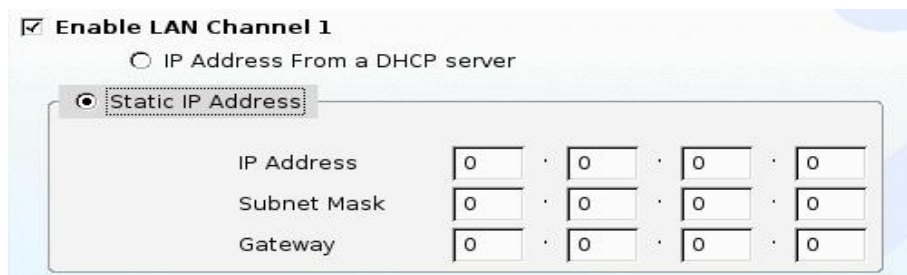 Enable LAN Channel 1
IP Address From a DHCP server
Static IP Address
IP Address 0 . 0 . 0 . 0
Subnet Mask 0 . 0 . 0 . 0
Gateway 0 . 0 . 0 . 0